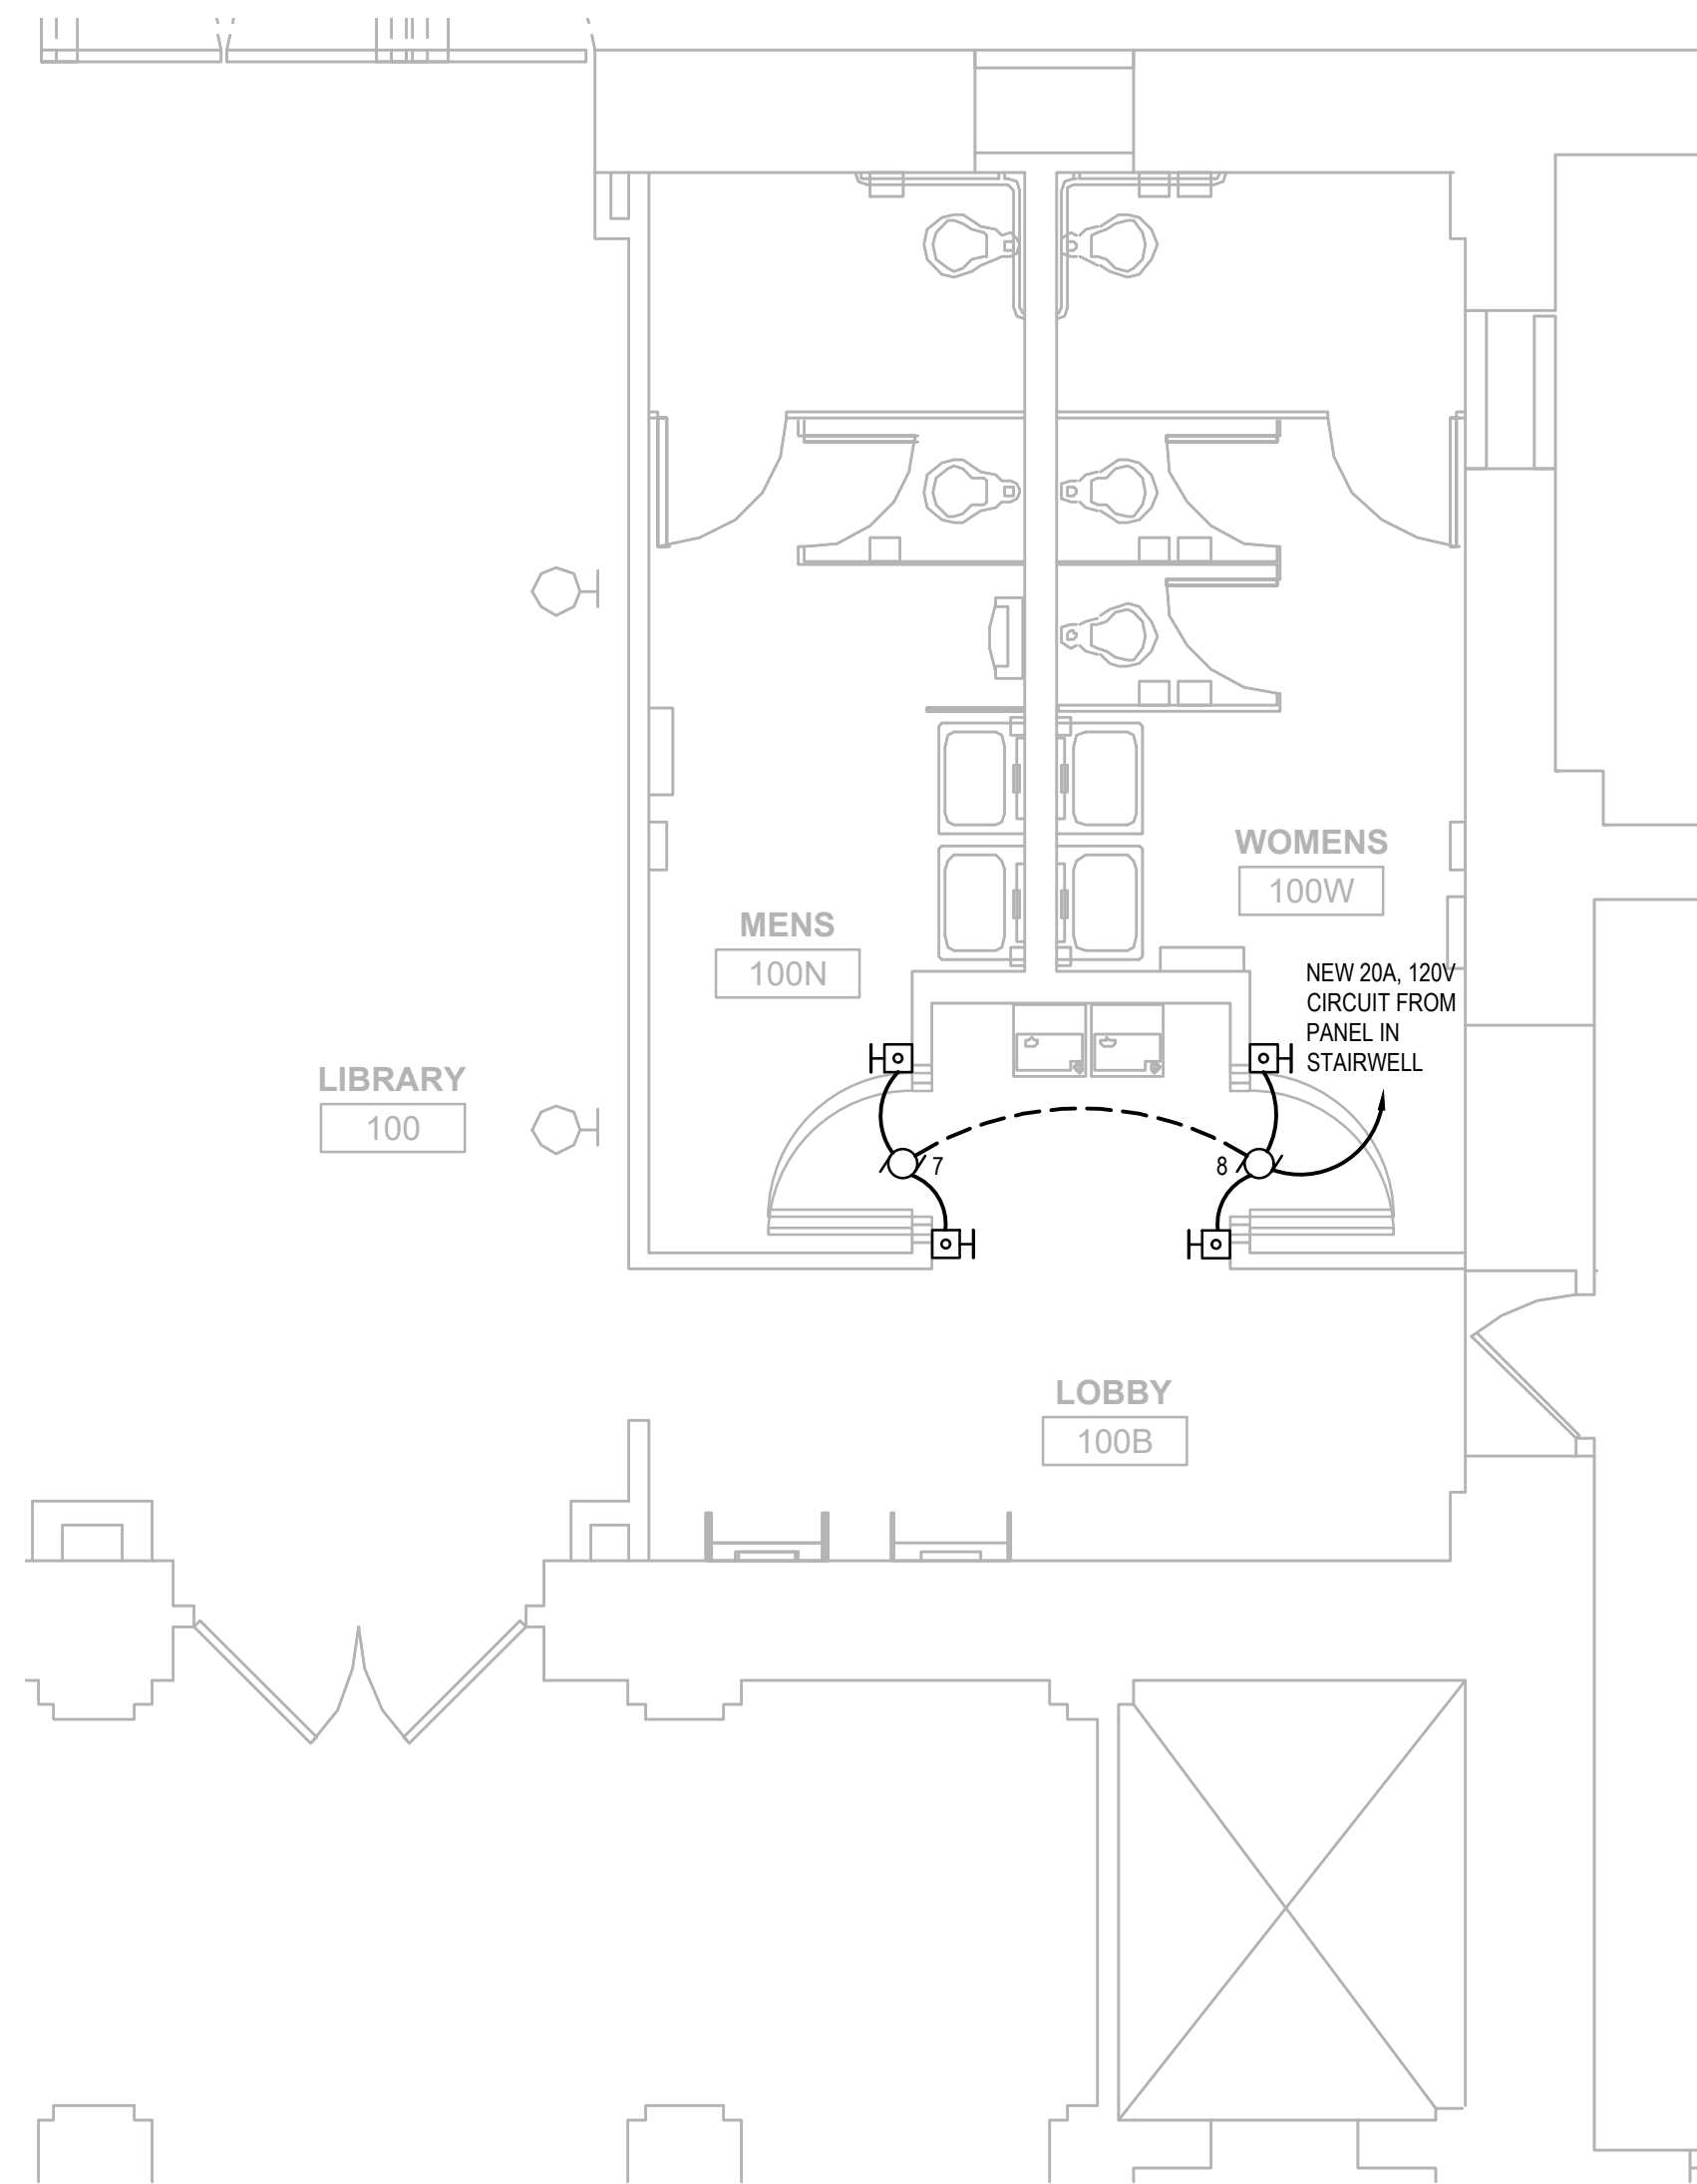 WOMENS
100W
MENS
100N
NEW 20A, 120V
CIRCUIT FROM
PANEL IN
STAIRWELL
LIBRARY
100
7
8
LOBBY
100B